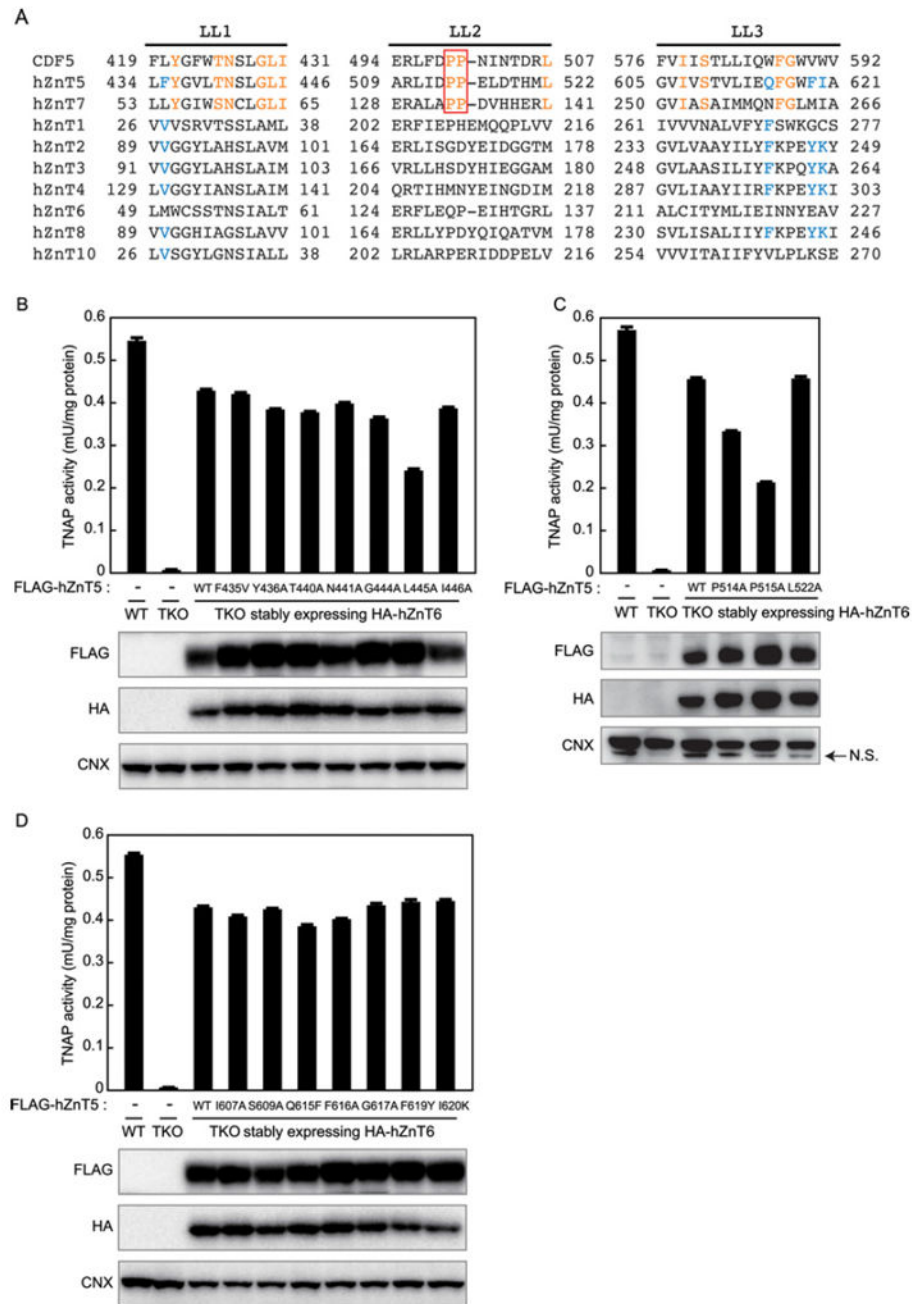 A
LL1 LL2 LL3
CDF5 419 FLYGFWTNSLGLI 431 494 ERLFDPP-NINTDRL 507 576 FVIISTLLIQWFGWVWV 592
hZnT5 434 LFYGVLTNSLGLI 446 509 ARLIDPP-ELDTHML 522 605 GVIVSTVLIEQFGWFIA 621
hZnT7 53 LLYGIWSNCLGLI 65 128 ERALAPP-DVHHERL 141 250 GVIASAIMMQNFGLMIA 266
hZnT1 26 VVVSRVTSSLAML 38 202 ERFIEPHEMQQPLVV 216 261 IVVVNALVFYFSWKGCS 277
hZnT2 89 VVGGYLAHSLAVM 101 164 ERLISGDYEIDGGTM 178 233 GVLVAAYILYFKPEYKY 249
hZnT3 91 VVGGYLAHSLAIM 103 166 VRLLHSDYHIEGGAM 180 248 GVLAASILIYFKPQYKA 264
hZnT4 129 LVGGYIANSLAIM 141 204 QRTIHMNYEINGDIM 218 287 GVLIAAYIIRFKPEYKI 303
hZnT6 49 LMWCSSTNSIALT 61 124 ERFLEQP-EIHTGRL 137 211 ALCITYMLIEINNYEAV 227
hZnT8 89 VVGGHIAGSLAVV 101 164 ERLLYPDYQIQATVM 178 230 SVLISALIIYFKPEYKI 246
hZnT10 26 LVSGYLGNSIALL 38 202 LRLARPERIDDPELV 216 254 VVVITAIIFYVLPLKSE 270
B
TNAP activity (mU/mg protein)
0.6
0.5
0.4
0.3
0.2
0.1
0
FLAG-hZnT5 : - - WT F435V Y436A T440A N441A G444A L445A I446A
WT TKO TKO stably expressing HA-hZnT6
FLAG
HA
CNX
C
TNAP activity (mU/mg protein)
0.6
0.5
0.4
0.3
0.2
0.1
0
FLAG-hZnT5 : - - WT P514A P515A L522A
WT TKO TKO stably expressing HA-hZnT6
FLAG
HA
CNX
N.S.
D
TNAP activity (mU/mg protein)
0.6
0.5
0.4
0.3
0.2
0.1
0
FLAG-hZnT5 : - - WT I607A S609A Q615F F616A G617A F619Y I620K
WT TKO TKO stably expressing HA-hZnT6
FLAG
HA
CNX